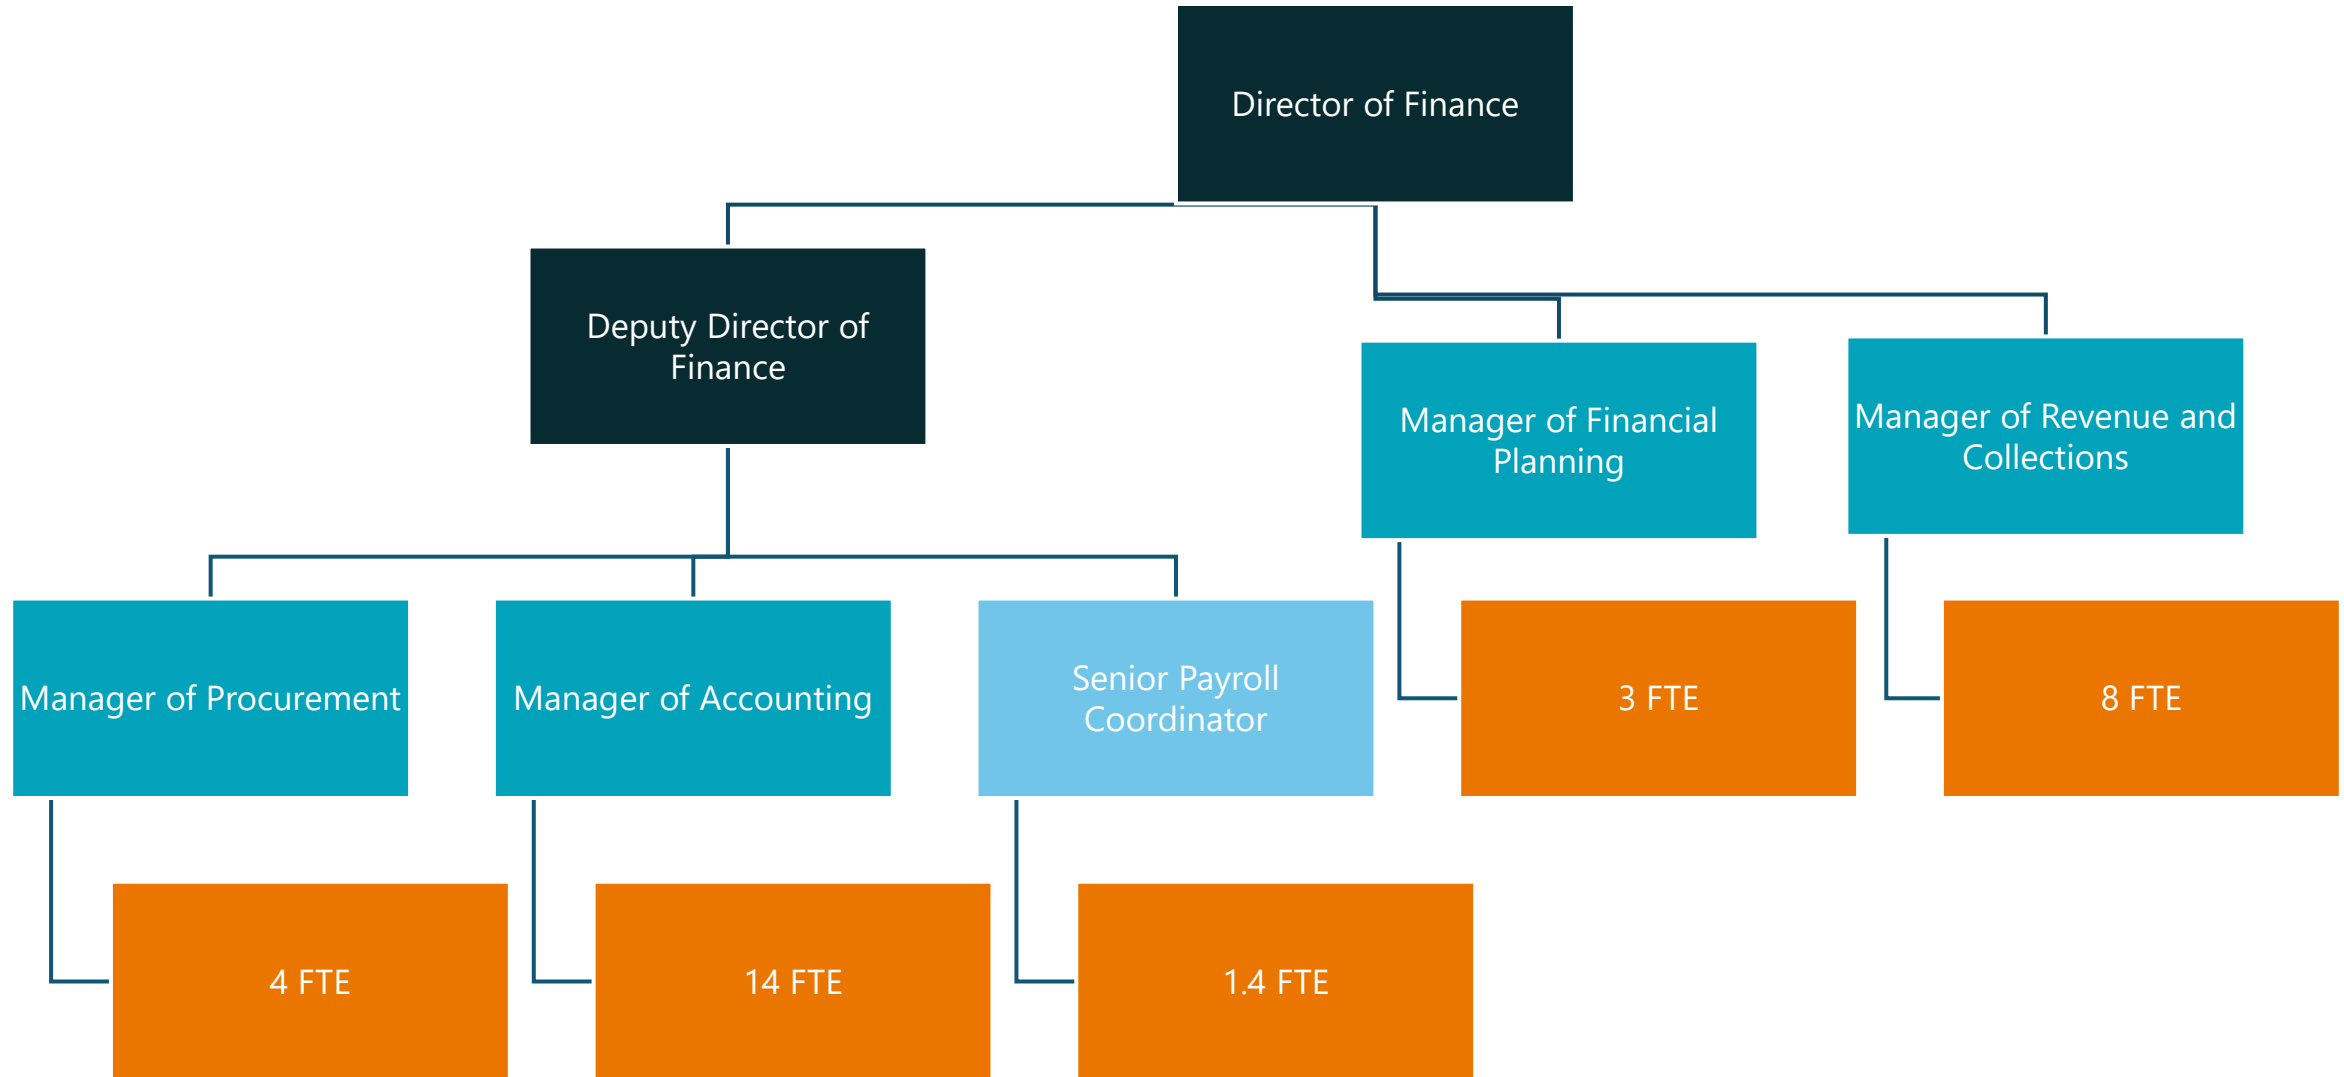 Director of Finance
Deputy Director of
Finance
Manager of Financial
Planning
Manager of Revenue and
Collections
Manager of Procurement
Manager of Accounting
Senior Payroll
Coordinator
3 FTE
8 FTE
4 FTE
14 FTE
1.4 FTE